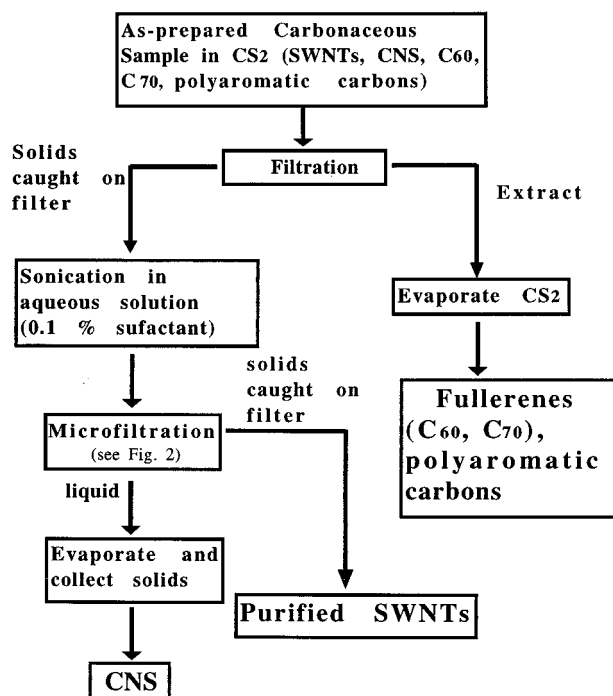 As-prepared Carbonaceous
Sample in CS2 (SWNTs, CNS, C60,
C70, polyaromatic carbons)
Solids
caught on
filter
Filtration
Extract
Sonication in
aqueous solution
(0.1 % sufactant)
Evaporate CS2
solids
caught on
filter
Microfiltration
(see Fig. 2)
Fullerenes
(C60, C70),
polyaromatic
carbons
liquid
Evaporate and
collect solids
Purified SWNTs
CNS